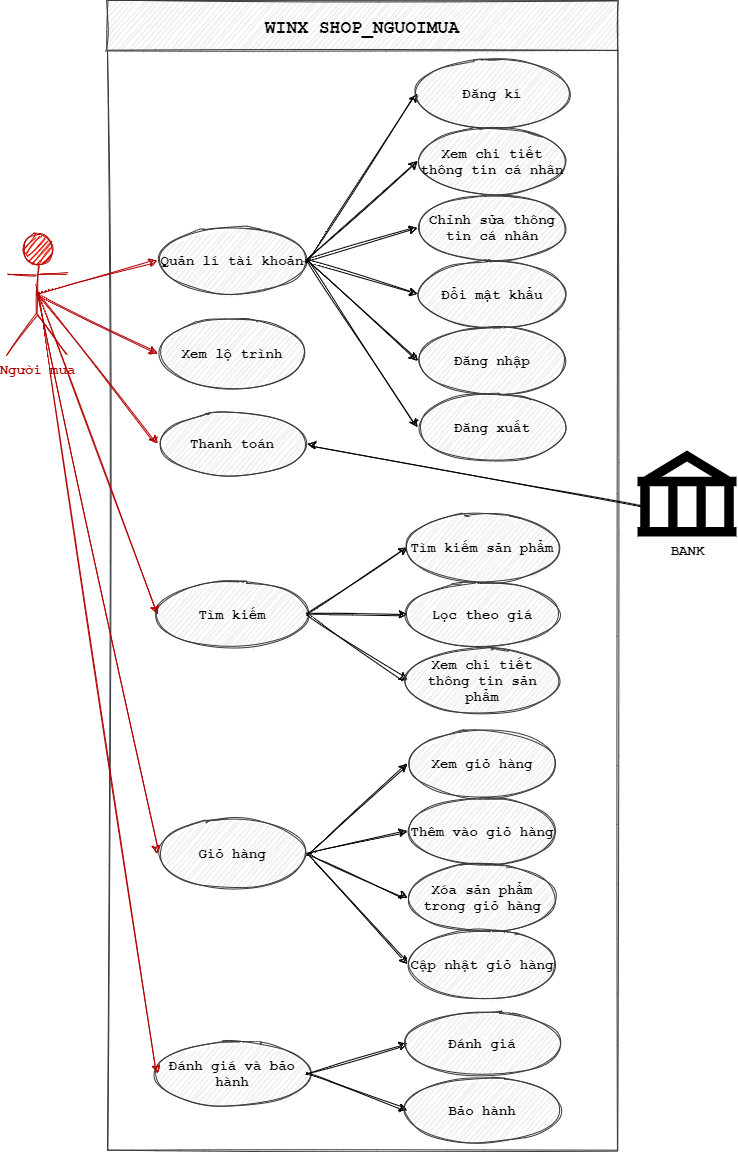 WINX SHOP_NGUOIMUA
Đăng kí
Xem chi tiết
thông tin cá nhân
Chỉnh sửa thông
tin cá nhân
Quản lí tài khoản
Đổi mật khẩu
Xem lộ trình
Đăng nhập
Người mua
Đăng xuất
Thanh toán
BANK
Tìm kiếm sản phẩm
Tìm kiếm
Lọc theo giá
Xem chi tiết
thông tin sản
phẩm
Xem giỏ hàng
Thêm vào giỏ hàng
Giỏ hàng
Xóa sản phẩm
trong giỏ hàng
Cập nhật giỏ hàng
Đánh giá
Đánh giá và bảo
hành
Bảo hành